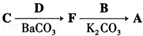 C —D/BaCO₃→ F —B/K₂CO₃→ A